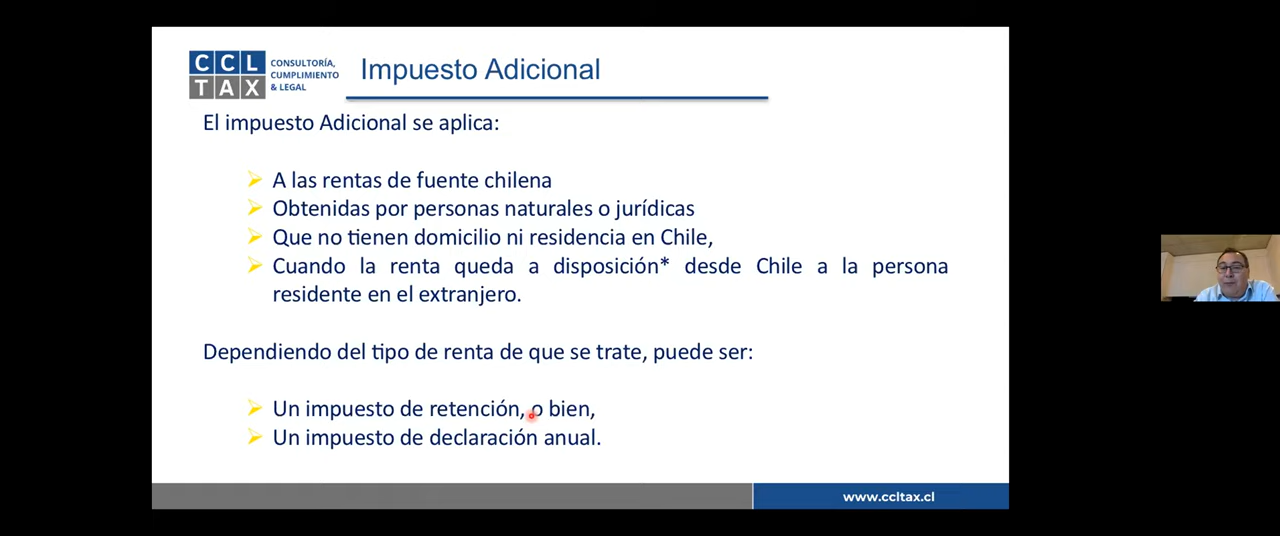 CCL
TAX
CONSULTORÍA,
CUMPLIMIENTO
& LEGAL
Impuesto Adicional
El impuesto Adicional se aplica:
A las rentas de fuente chilena
Obtenidas por personas naturales o jurídicas
Que no tienen domicilio ni residencia en Chile,
Cuando la renta queda a disposición* desde Chile a la persona
residente en el extranjero.
Dependiendo del tipo de renta de que se trate, puede ser:
Un impuesto de retención, o bien,
Un impuesto de declaración anual.
www.ccltax.cl